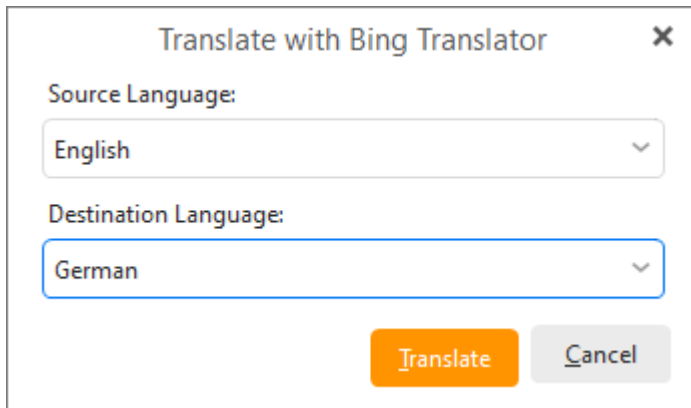 Translate with Bing Translator
Source Language:
English
Destination Language:
German
Translate
Cancel